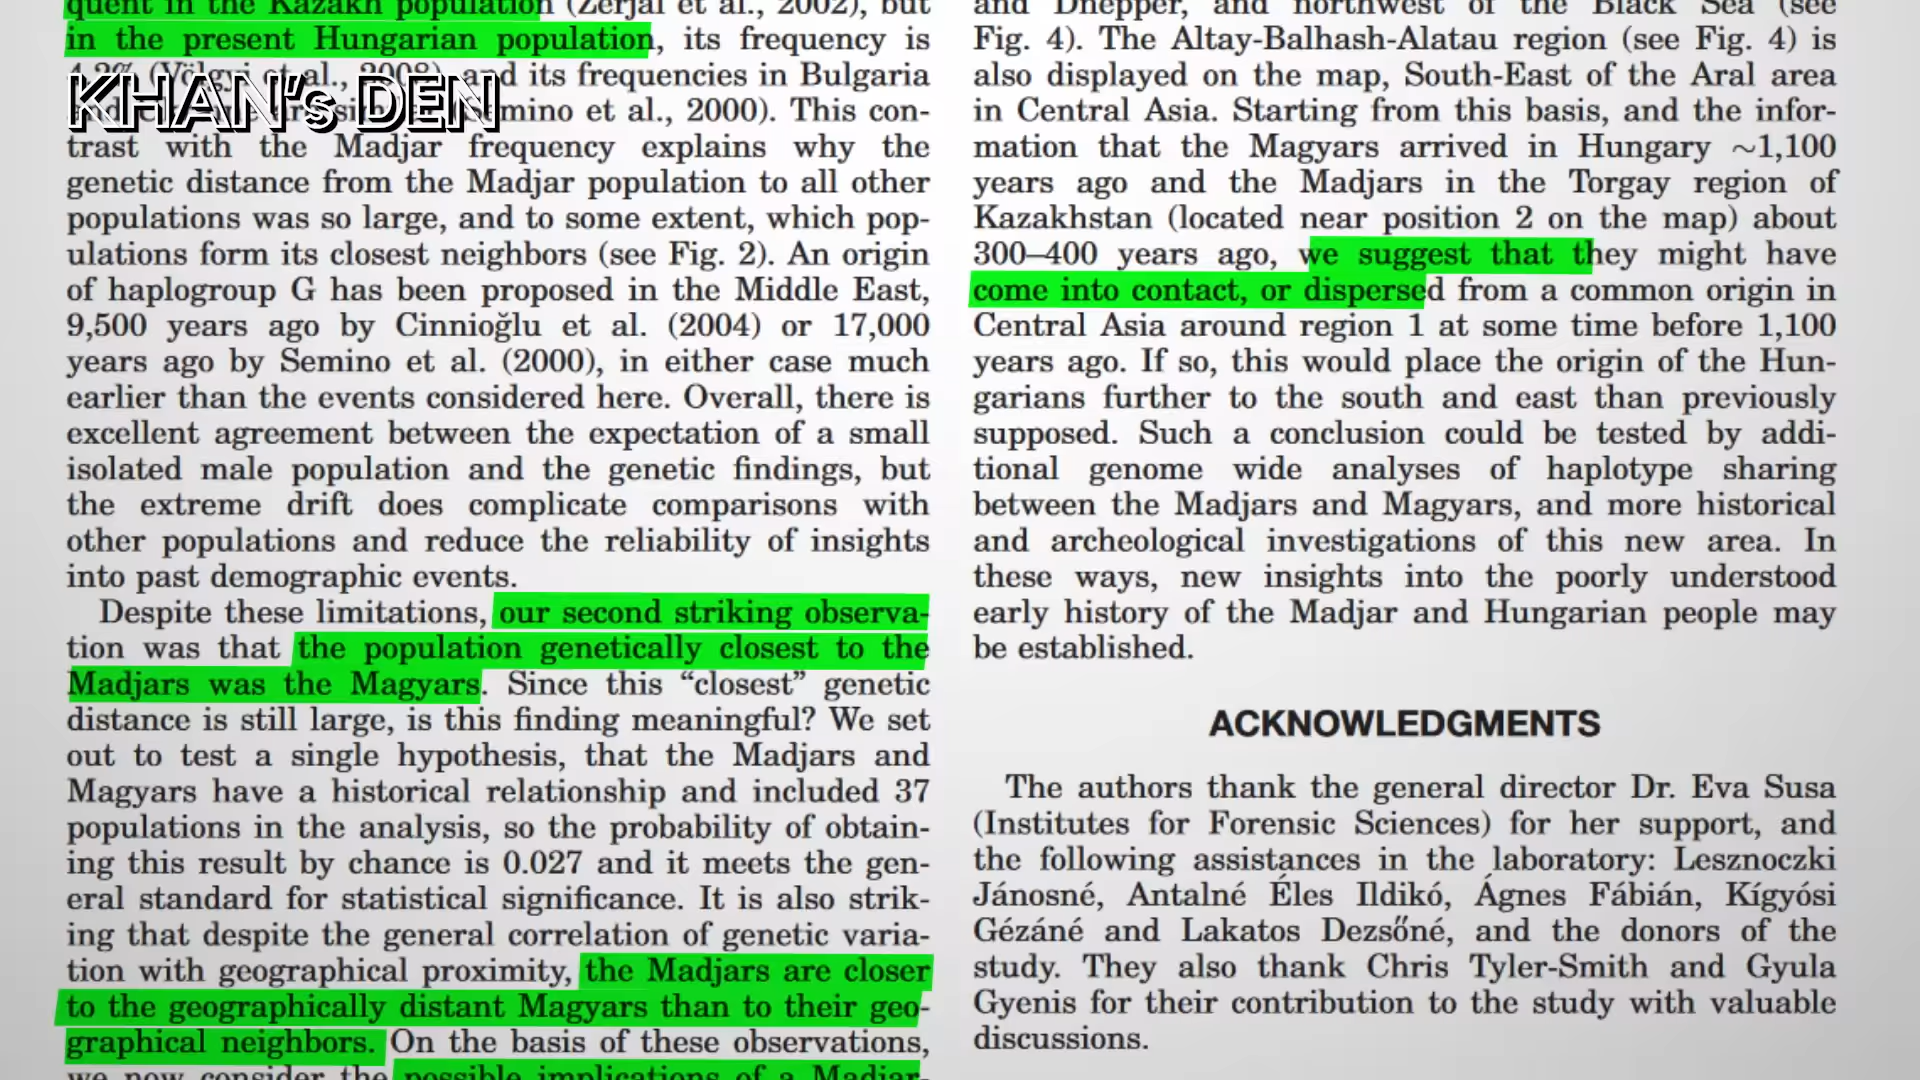 quent in the Kazakh population (Zerjal et al., 2002), but
in the present Hungarian population, its frequency is
4.2% (Völgyi et al., 2008), and its frequencies in Bulgaria
KHAN's DEN
mino et al., 2000). This con-
trast with the Madjar frequency explains why the
genetic distance from the Madjar population to all other
populations was so large, and to some extent, which pop-
ulations form its closest neighbors (see Fig. 2). An origin
of haplogroup G has been proposed in the Middle East,
9,500 years ago by Cinnioğlu et al. (2004) or 17,000
years ago by Semino et al. (2000), in either case much
earlier than the events considered here. Overall, there is
excellent agreement between the expectation of a small
isolated male population and the genetic findings, but
the extreme drift does complicate comparisons with
other populations and reduce the reliability of insights
into past demographic events.
Despite these limitations, our second striking observa-
tion was that the population genetically closest to the
Madjars was the Magyars. Since this “closest” genetic
distance is still large, is this finding meaningful? We set
out to test a single hypothesis, that the Madjars and
Magyars have a historical relationship and included 37
populations in the analysis, so the probability of obtain-
ing this result by chance is 0.027 and it meets the gen-
eral standard for statistical significance. It is also strik-
ing that despite the general correlation of genetic varia-
tion with geographical proximity, the Madjars are closer
to the geographically distant Magyars than to their geo-
graphical neighbors. On the basis of these observations,
we now consider the possible implications of a Madjar-
and Dnepper, and northwest of the Black Sea (see
Fig. 4). The Altay-Balhash-Alatau region (see Fig. 4) is
also displayed on the map, South-East of the Aral area
in Central Asia. Starting from this basis, and the infor-
mation that the Magyars arrived in Hungary ~1,100
years ago and the Madjars in the Torgay region of
Kazakhstan (located near position 2 on the map) about
300–400 years ago, we suggest that they might have
come into contact, or dispersed from a common origin in
Central Asia around region 1 at some time before 1,100
years ago. If so, this would place the origin of the Hun-
garians further to the south and east than previously
supposed. Such a conclusion could be tested by addi-
tional genome wide analyses of haplotype sharing
between the Madjars and Magyars, and more historical
and archeological investigations of this new area. In
these ways, new insights into the poorly understood
early history of the Madjar and Hungarian people may
be established.
ACKNOWLEDGMENTS
The authors thank the general director Dr. Eva Susa
(Institutes for Forensic Sciences) for her support, and
the following assistances in the laboratory: Lesznoczki
Jánosné, Antalné Éles Ildikó, Ágnes Fábián, Kígyósi
Gézáné and Lakatos Dezsőné, and the donors of the
study. They also thank Chris Tyler-Smith and Gyula
Gyenis for their contribution to the study with valuable
discussions.